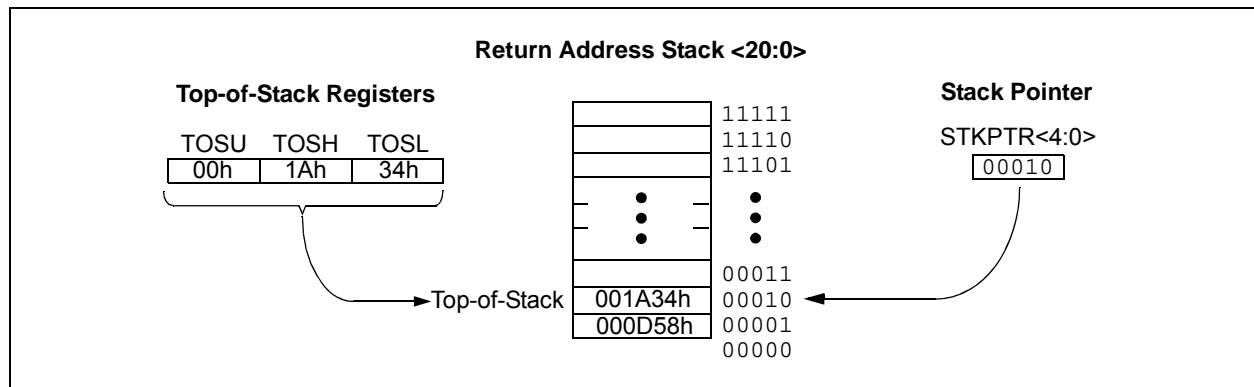 Return Address Stack <20:0>
Top-of-Stack Registers
Stack Pointer
TOSU TOSH TOSL
STKPTR<4:0>
00h 1Ah 34h
00010
11111
11110
11101
00011
Top-of-Stack 001A34h 00010
000D58h 00001
00000